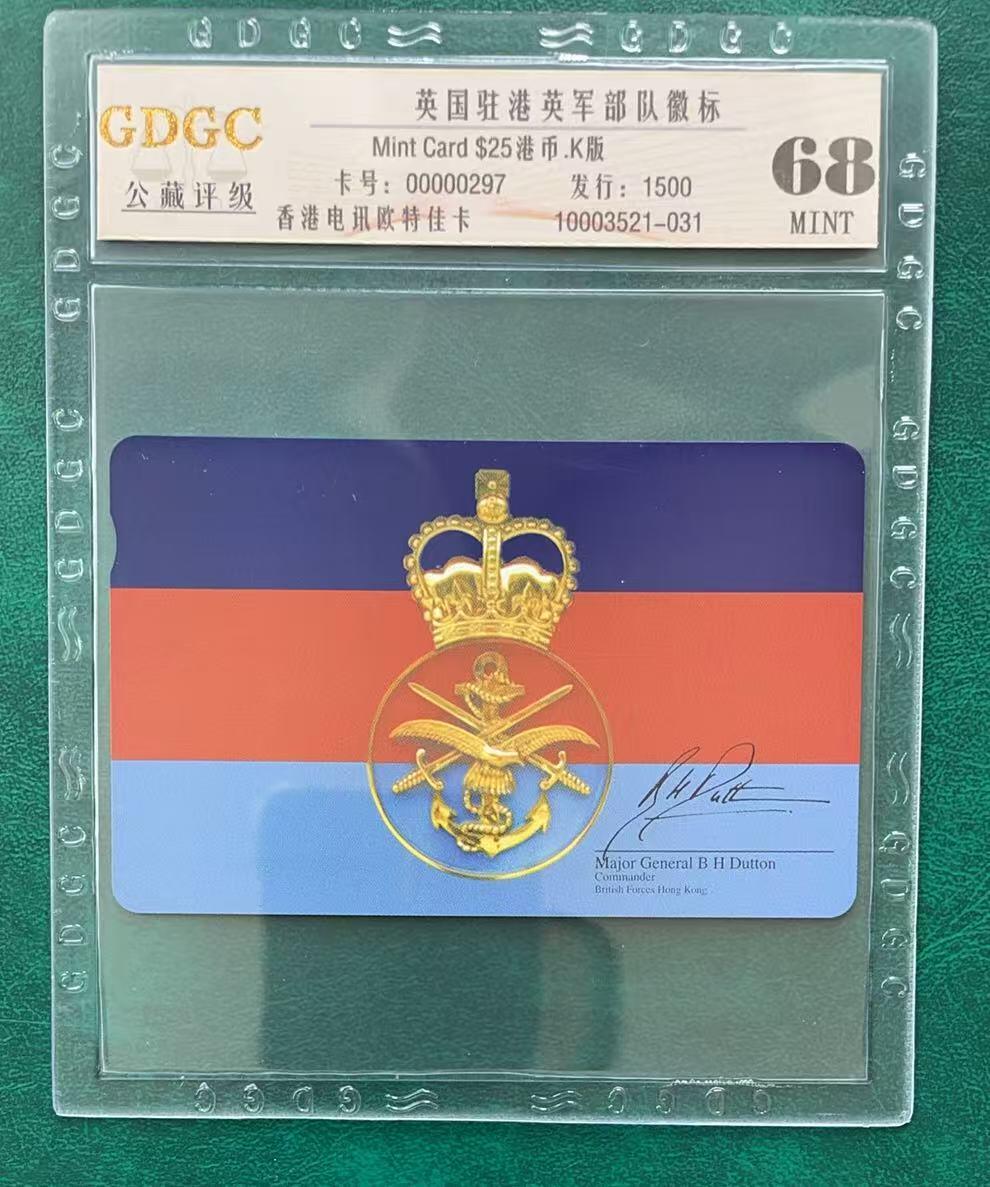 G D G C
G D G C
英国驻港英军部队徽标
GDGC
Mint Card $25港币.K版
68
卡号：00000297
发行：1500
公藏评级
香港电讯欧特佳卡
10003521-031
MINT
Major General B H Dutton
Commander
British Forces Hong Kong
G D G C
G D G C
G D G C
G D G C
G D G C
G D G C
G D G C
G D G C